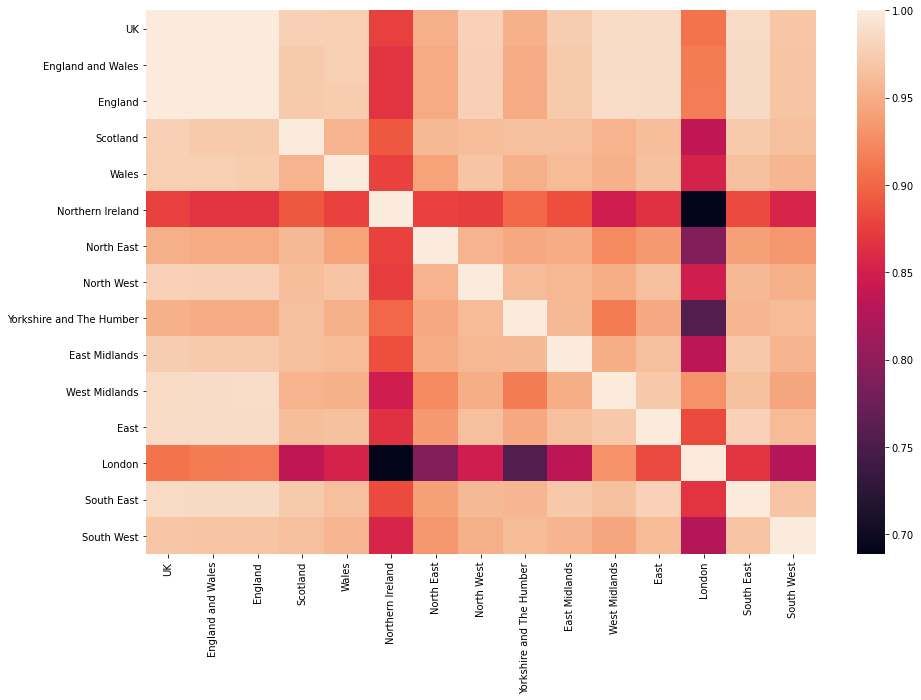 UK
England and Wales
England
Scotland
Wales
Northern Ireland
North East
North West
Yorkshire and The Humber
East Midlands
West Midlands
East
London
South East
South West
UK
England and Wales
England
Scotland
Wales
Northern Ireland
North East
North West
Yorkshire and The Humber
East Midlands
West Midlands
East
London
South East
South West
1.00
0.95
0.90
0.85
0.80
0.75
0.70